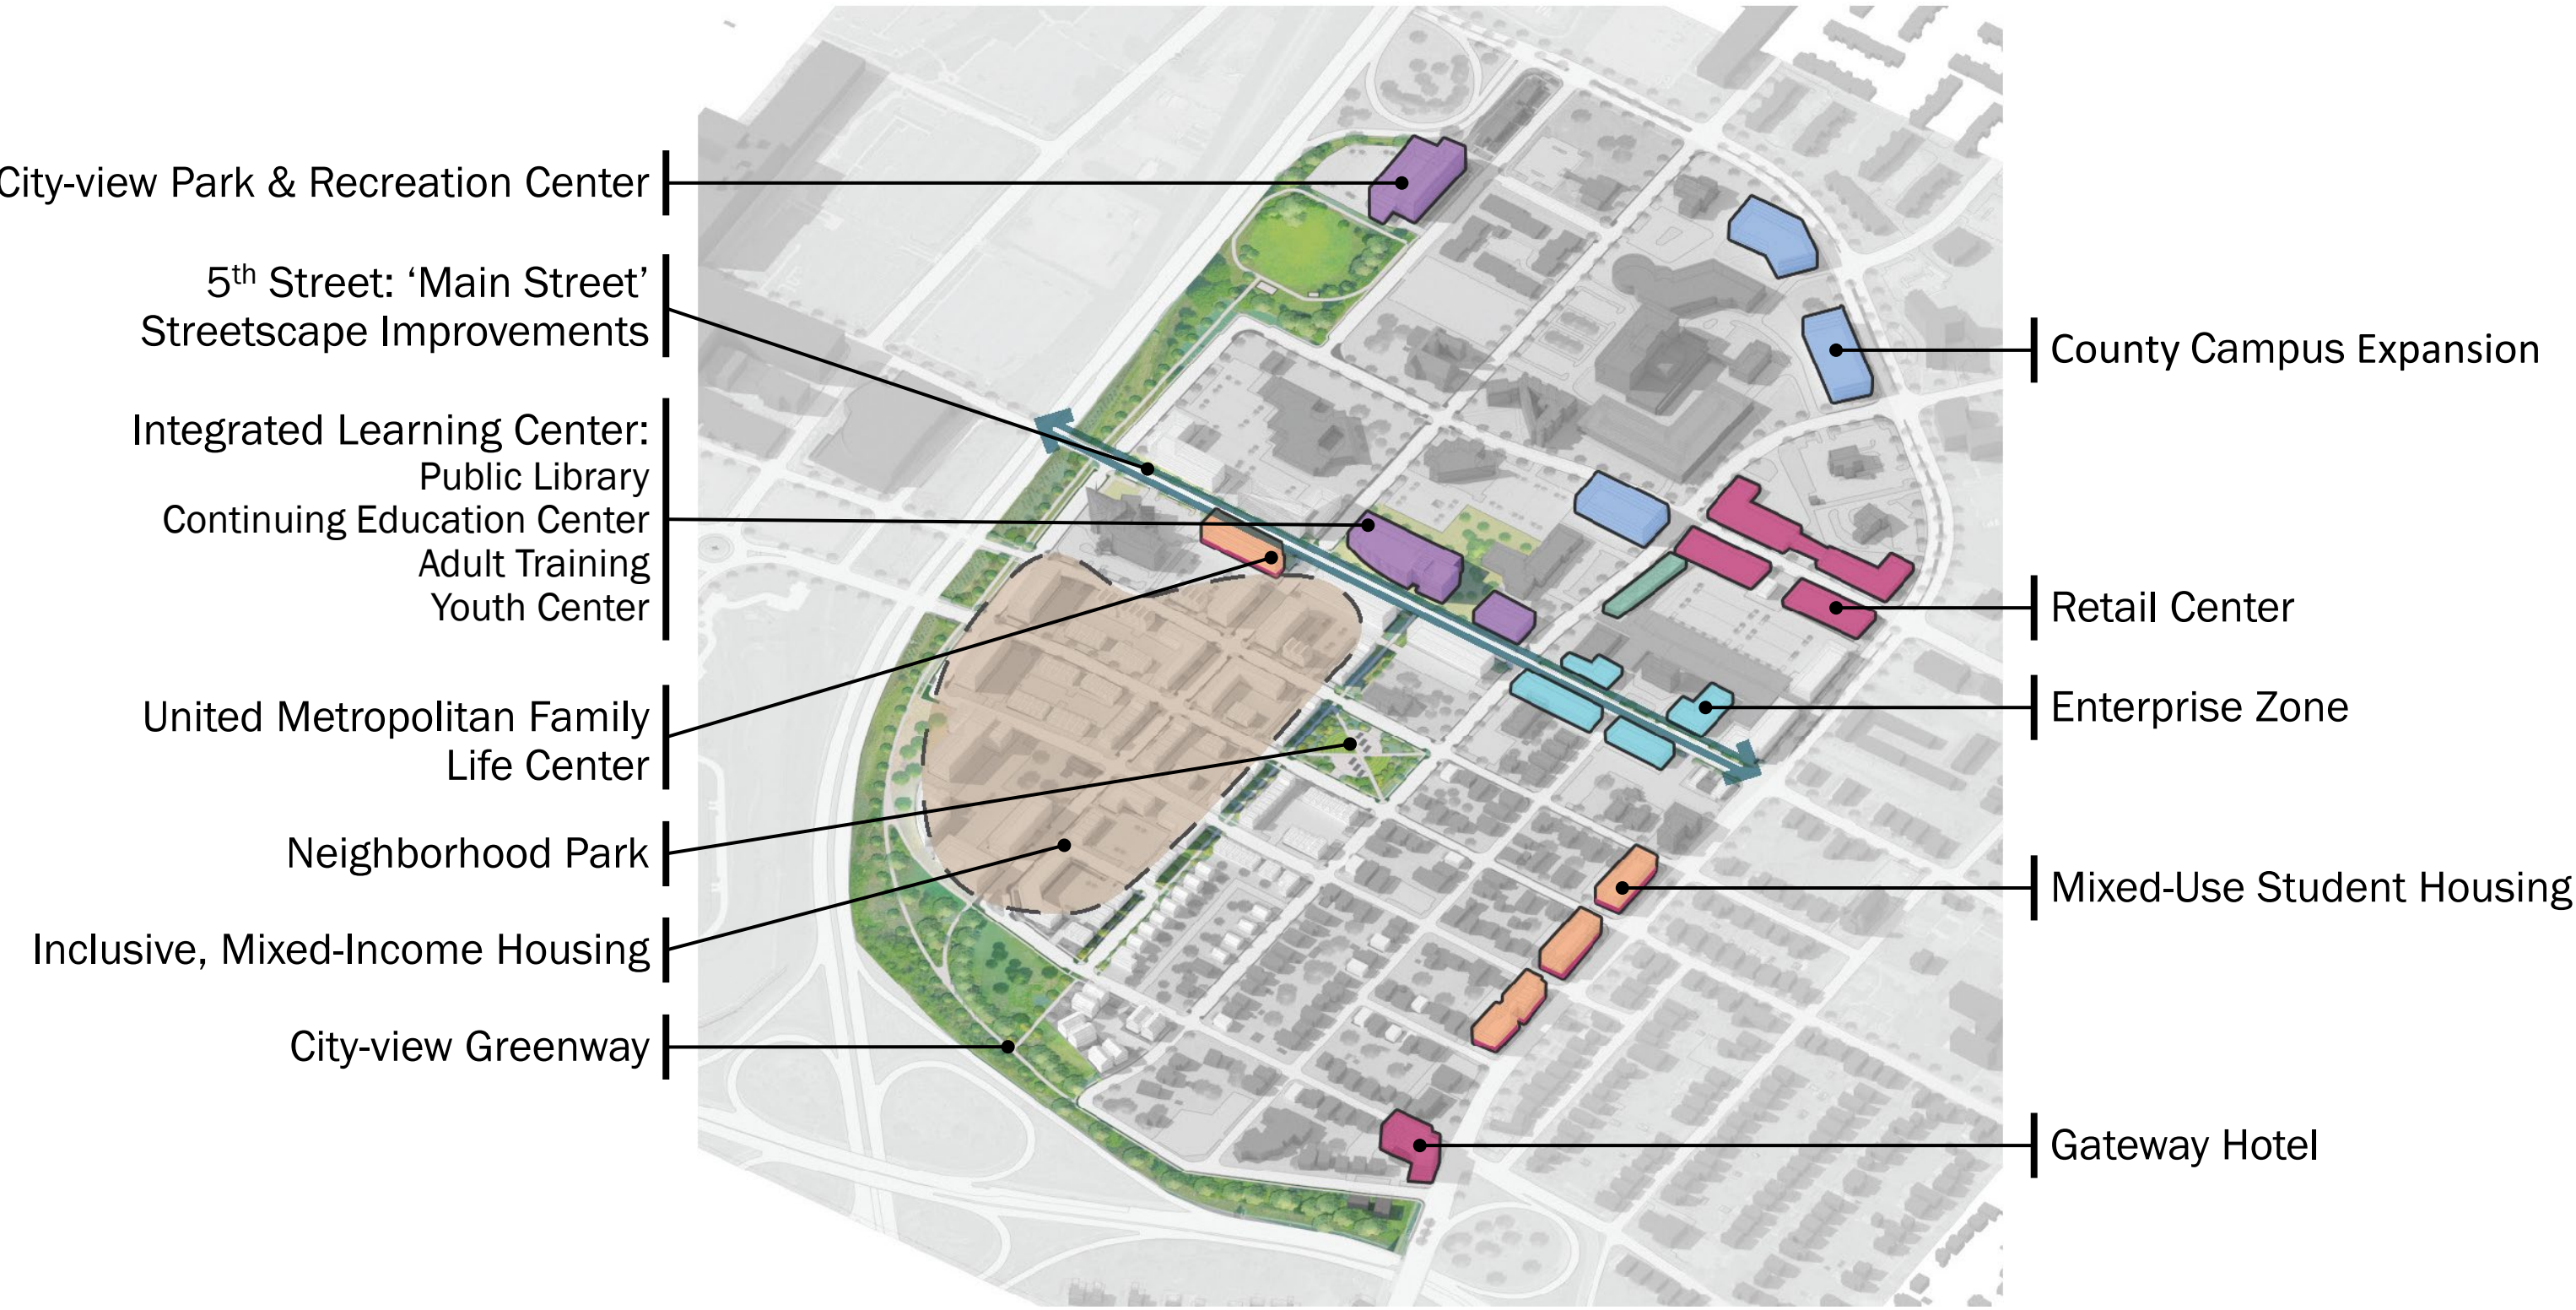 City-view Park & Recreation Center
5th Street: ‘Main Street’
Streetscape Improvements
Integrated Learning Center:
Public Library
Continuing Education Center
Adult Training
Youth Center
United Metropolitan Family
Life Center
Neighborhood Park
Inclusive, Mixed-Income Housing
City-view Greenway
County Campus Expansion
Retail Center
Enterprise Zone
Mixed-Use Student Housing
Gateway Hotel